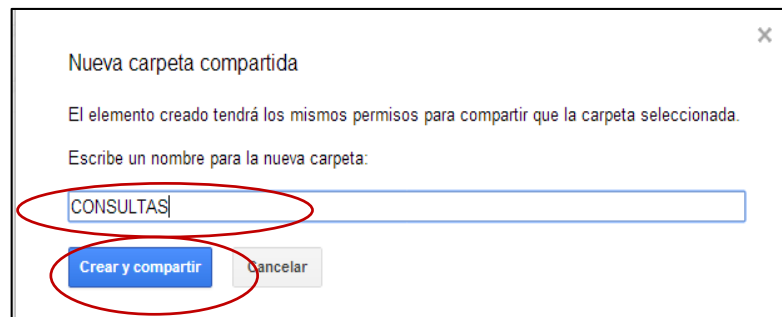 Nueva carpeta compartida
El elemento creado tendrá los mismos permisos para compartir que la carpeta seleccionada.
Escribe un nombre para la nueva carpeta:
CONSULTAS
Crear y compartir Cancelar